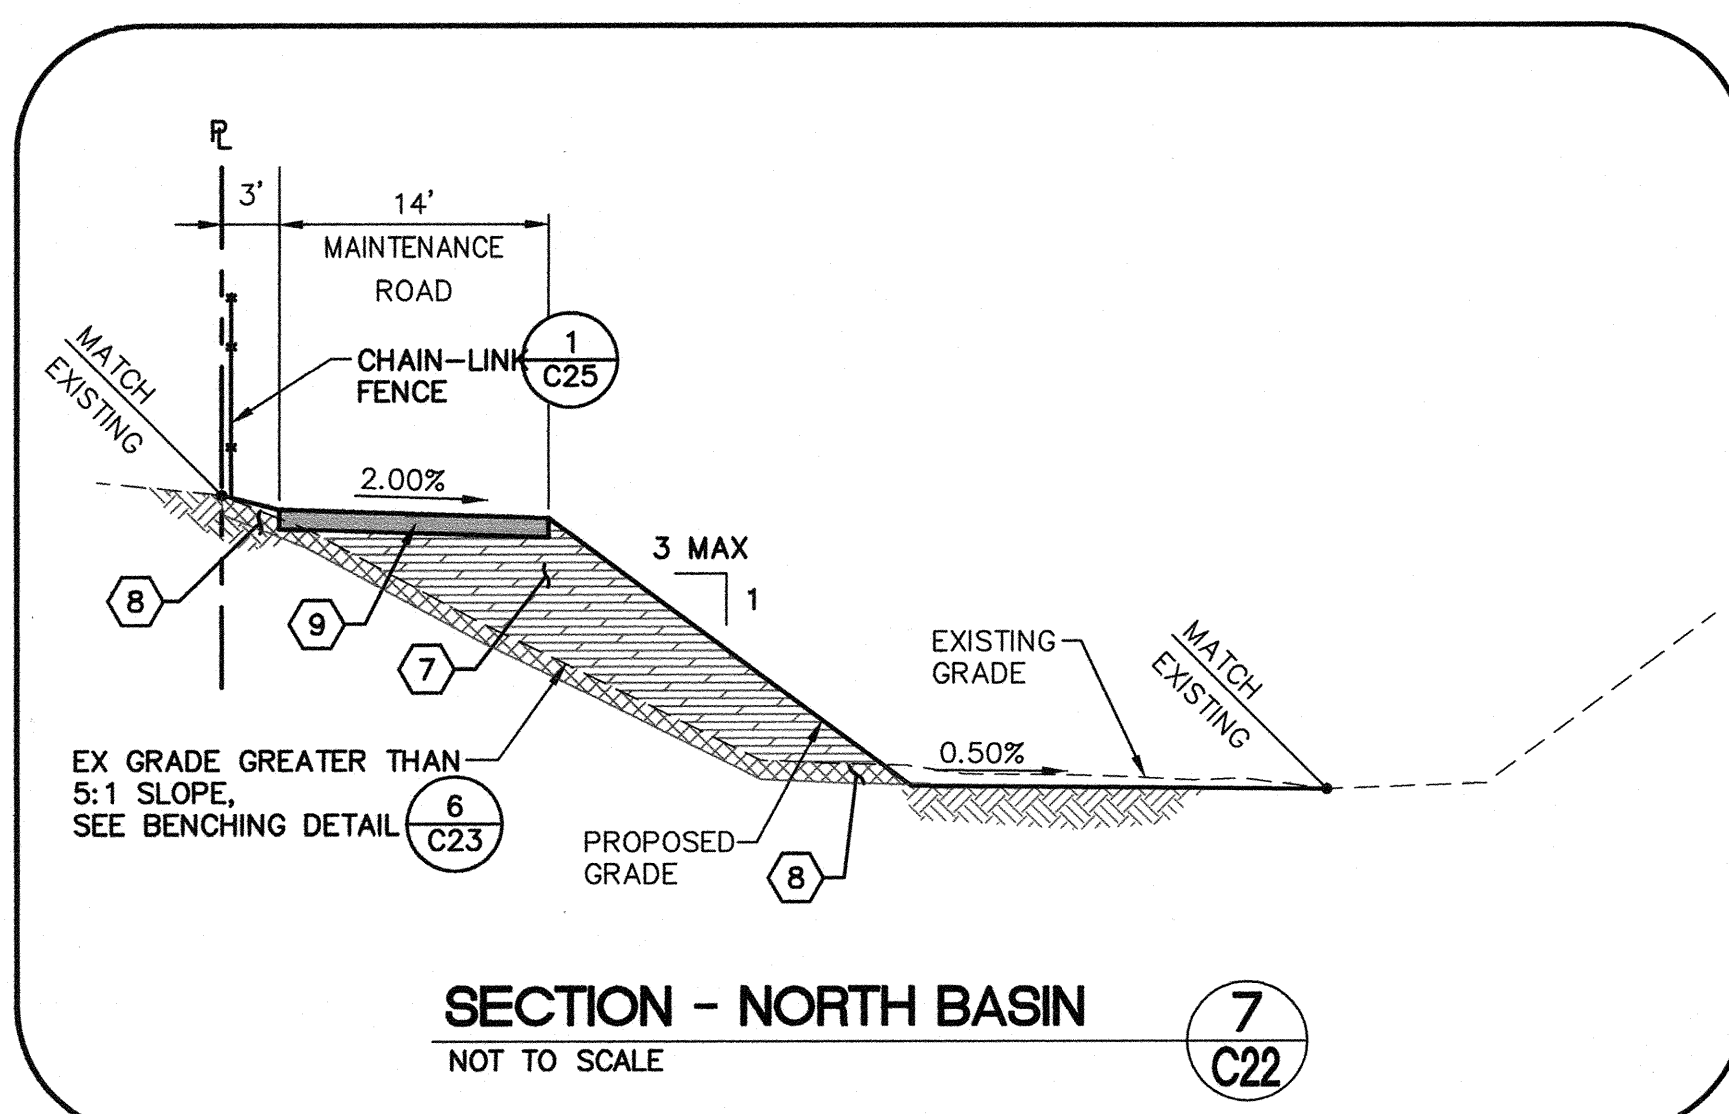 PL
3'
14'
MAINTENANCE
ROAD
CHAIN-LINK
FENCE
1
C25
MATCH
EXISTING
2.00%
3 MAX
1
8
9
7
EXISTING
GRADE
MATCH
EXISTING
0.50%
EX GRADE GREATER THAN
5:1 SLOPE,
SEE BENCHING DETAIL
6
C23
PROPOSED
GRADE
8
SECTION - NORTH BASIN
NOT TO SCALE
7
C22